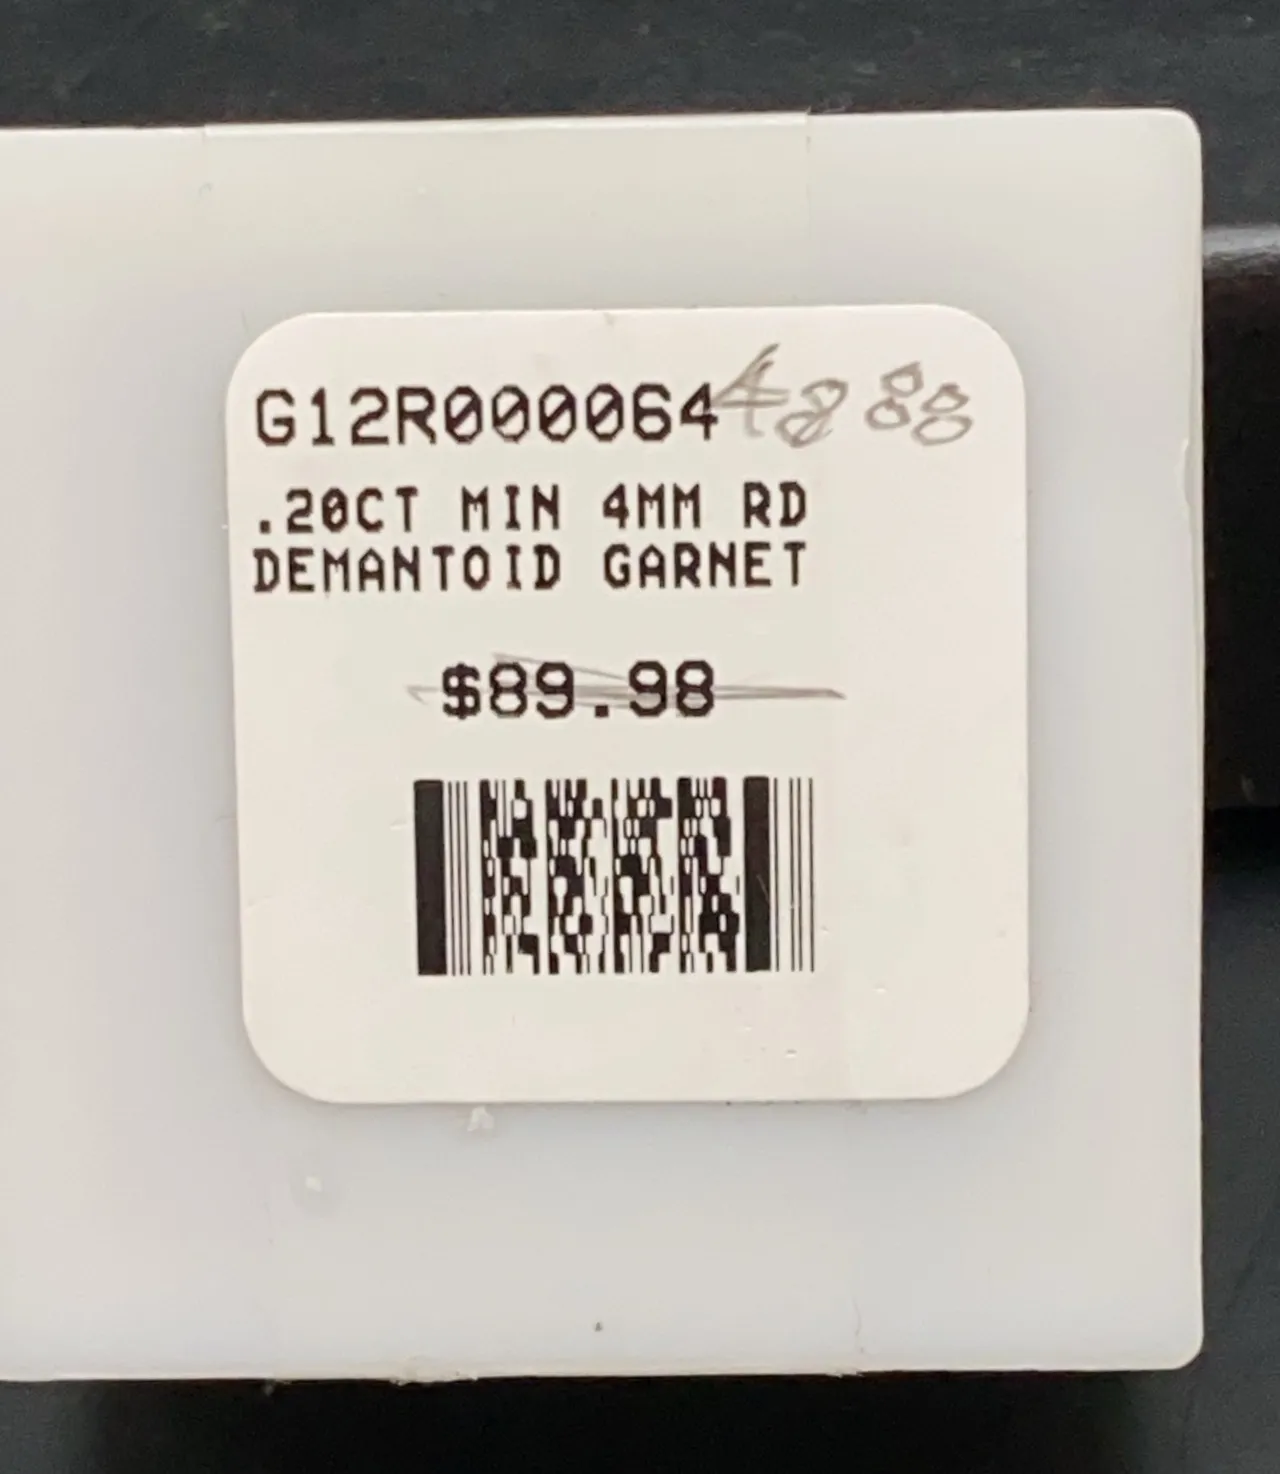 G12R000064 48 88
.20CT MIN 4MM RD
DEMANTOID GARNET
$89.98